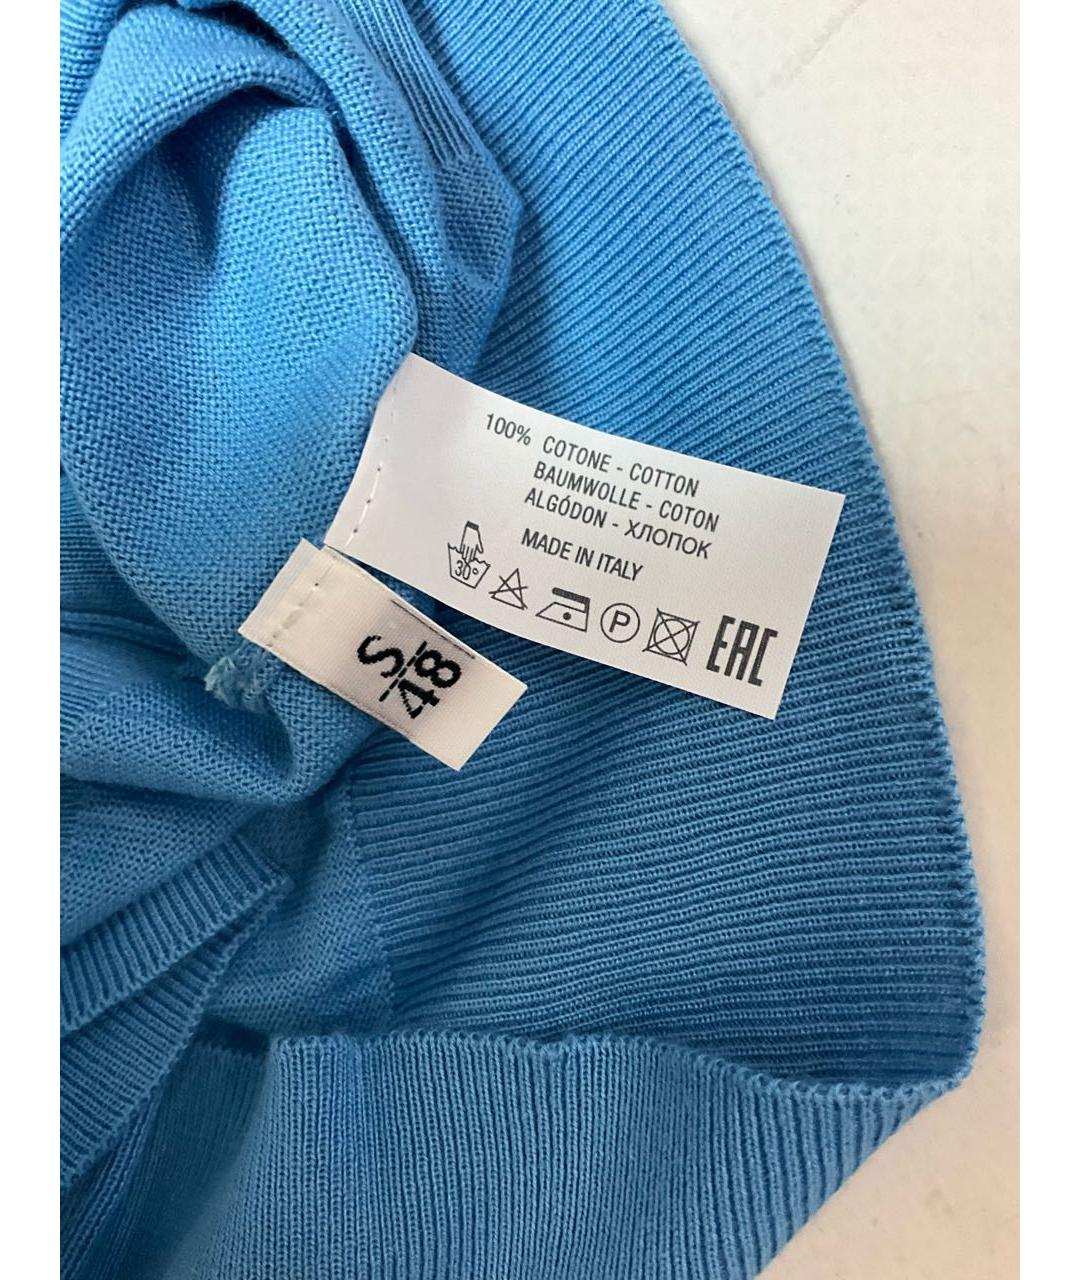 100% COTONE - COTTON
BAUMWOLLE - COTON
ALGÓDON - ХЛОПОК
MADE IN ITALY
30° P EAC
S
48